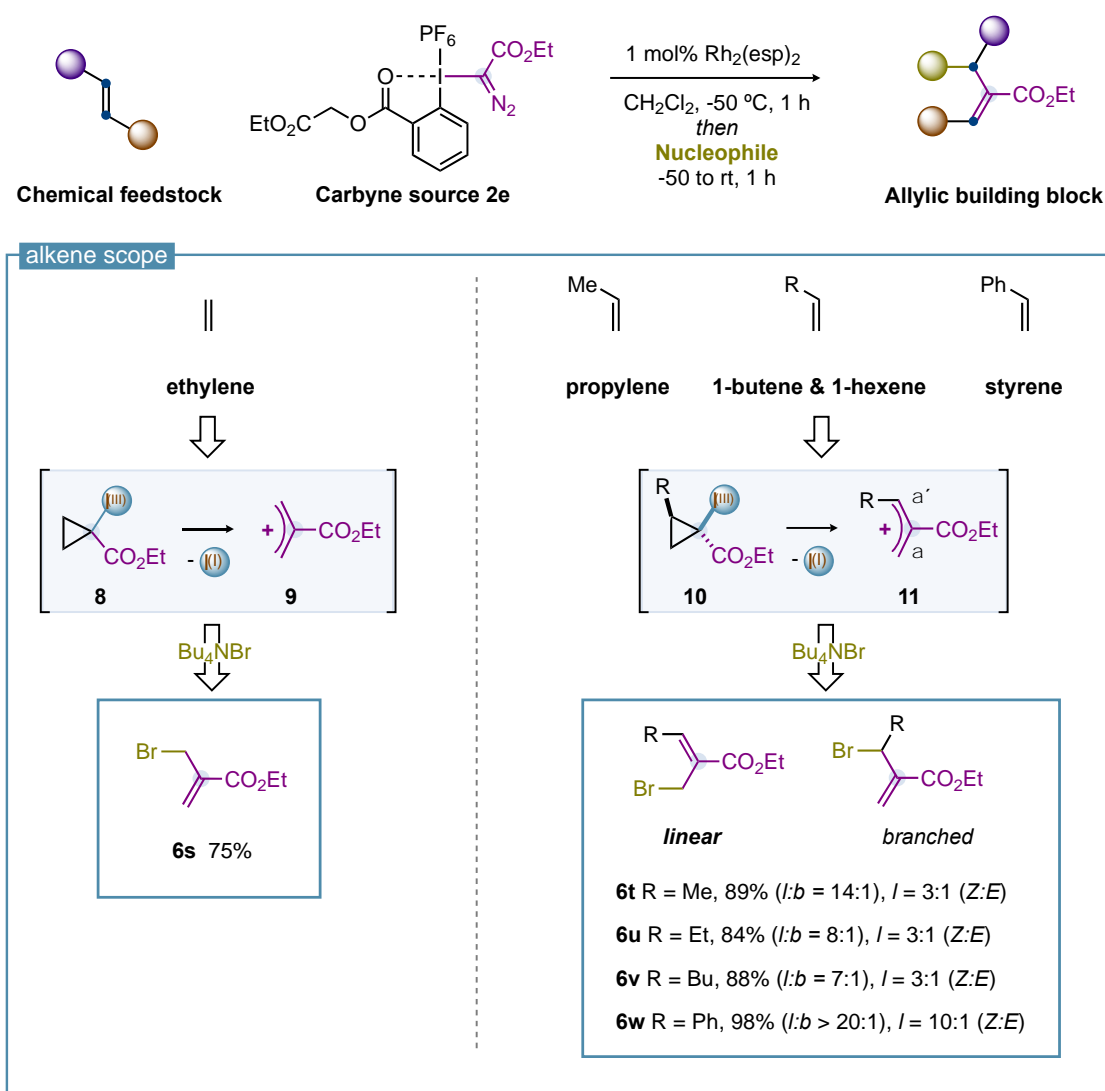 PF6
CO2Et
O
I
N2
O
EtO2C
1 mol% Rh2(esp)2
CH2Cl2, -50 ºC, 1 h
then
Nucleophile
-50 to rt, 1 h
CO2Et
Chemical feedstock
Carbyne source 2e
Allylic building block
alkene scope
ethylene
Me
R
Ph
propylene
1-butene & 1-hexene
styrene
I(III)
CO2Et
- I(I)
+
CO2Et
8
9
R
I(III)
CO2Et
- I(I)
R
a´
+
CO2Et
a
10
11
Bu4NBr
Bu4NBr
Br
CO2Et
6s 75%
R
CO2Et
Br
linear
R
Br
CO2Et
branched
6t R = Me, 89% (l:b = 14:1), l = 3:1 (Z:E)
6u R = Et, 84% (l:b = 8:1), l = 3:1 (Z:E)
6v R = Bu, 88% (l:b = 7:1), l = 3:1 (Z:E)
6w R = Ph, 98% (l:b > 20:1), l = 10:1 (Z:E)